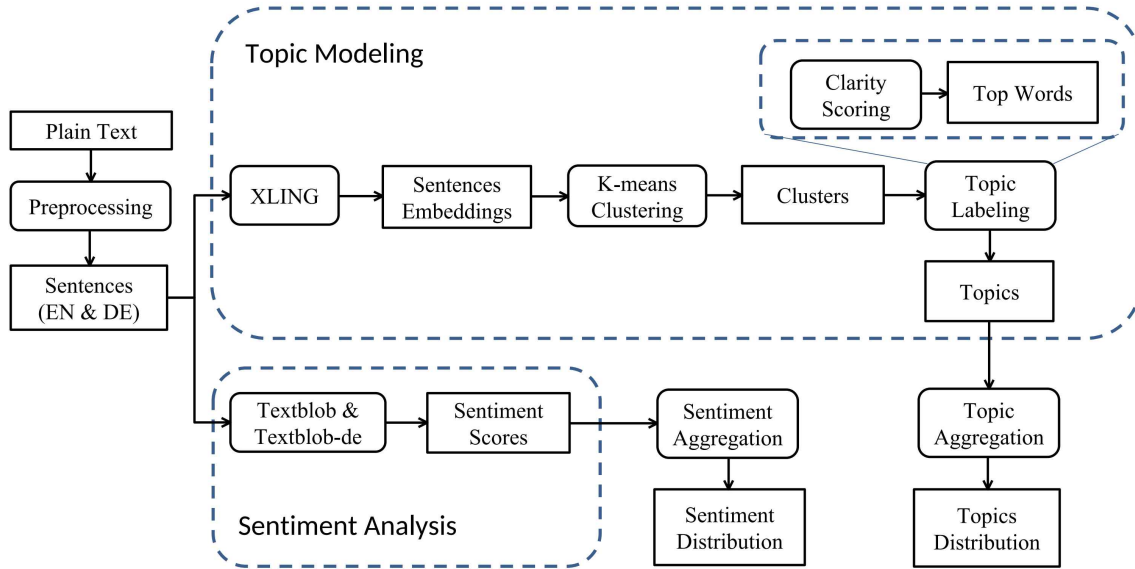 Topic Modeling
Clarity
Scoring
Top Words
Plain Text
Preprocessing
Sentences
(EN & DE)
XLING
Sentences
Embeddings
K-means
Clustering
Clusters
Topic
Labeling
Topics
Textblob &
Textblob-de
Sentiment
Scores
Sentiment
Aggregation
Topic
Aggregation
Sentiment Analysis
Sentiment
Distribution
Topics
Distribution